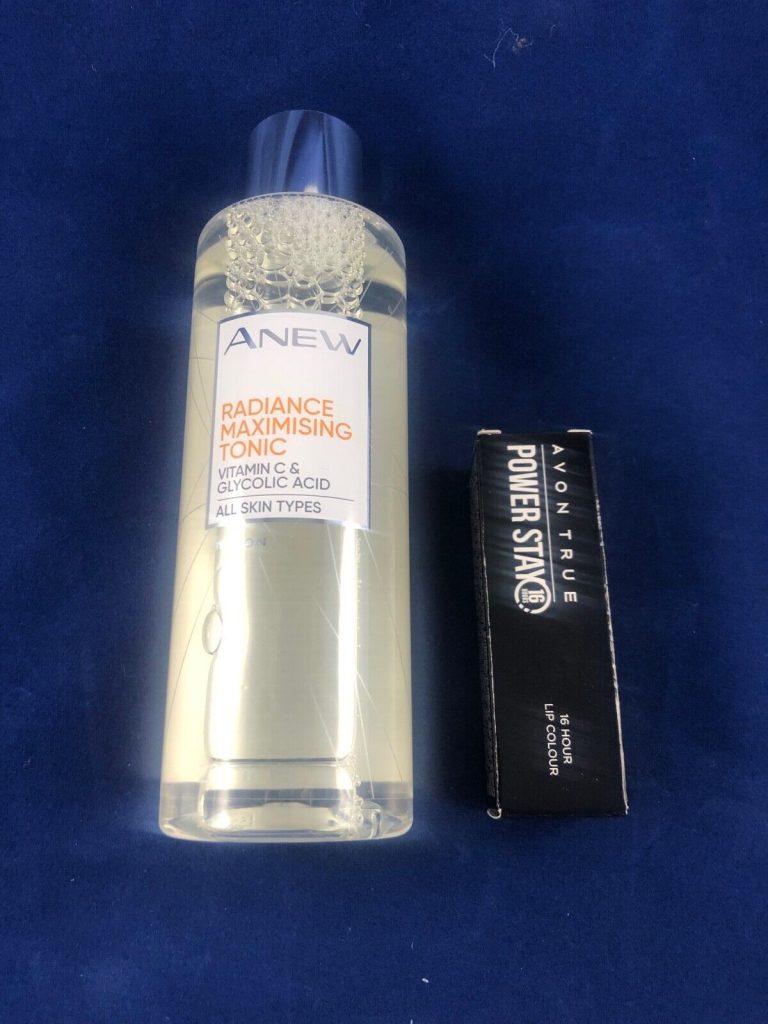 ANEW
RADIANCE
MAXIMISING
TONIC
VITAMIN C &
GLYCOLIC ACID
ALL SKIN TYPES
AVON TRUE
POWER STAY 16
HOURS
16 HOUR
LIP COLOUR